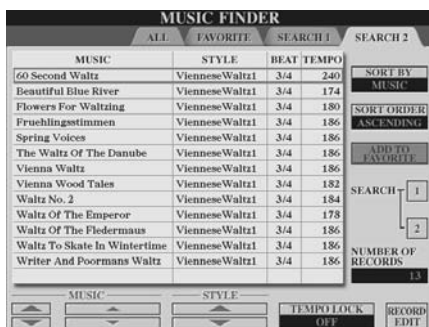 MUSIC FINDER
ALL FAVORITE SEARCH 1 SEARCH 2
MUSIC STYLE BEAT TEMPO
60 Second Waltz VienneseWaltz1 3/4 240
Beautiful Blue River VienneseWaltz1 3/4 174
Flowers For Waltzing VienneseWaltz1 3/4 180
Fruehlingsstimmen VienneseWaltz1 3/4 186
Spring Voices VienneseWaltz1 3/4 186
The Waltz Of The Danube VienneseWaltz1 3/4 186
Vienna Waltz VienneseWaltz1 3/4 186
Vienna Wood Tales VienneseWaltz1 3/4 182
Waltz No. 2 VienneseWaltz1 3/4 184
Waltz Of The Emperor VienneseWaltz1 3/4 178
Waltz Of The Fledermaus VienneseWaltz1 3/4 186
Waltz To Skate In Wintertime VienneseWaltz1 3/4 186
Writer And Poormans Waltz VienneseWaltz1 3/4 186
SORT BY
MUSIC
SORT ORDER
ASCENDING
ADD TO
FAVORITE
SEARCH 1
2
NUMBER OF
RECORDS
13
MUSIC STYLE
TEMPO LOCK
OFF
RECORD
EDIT